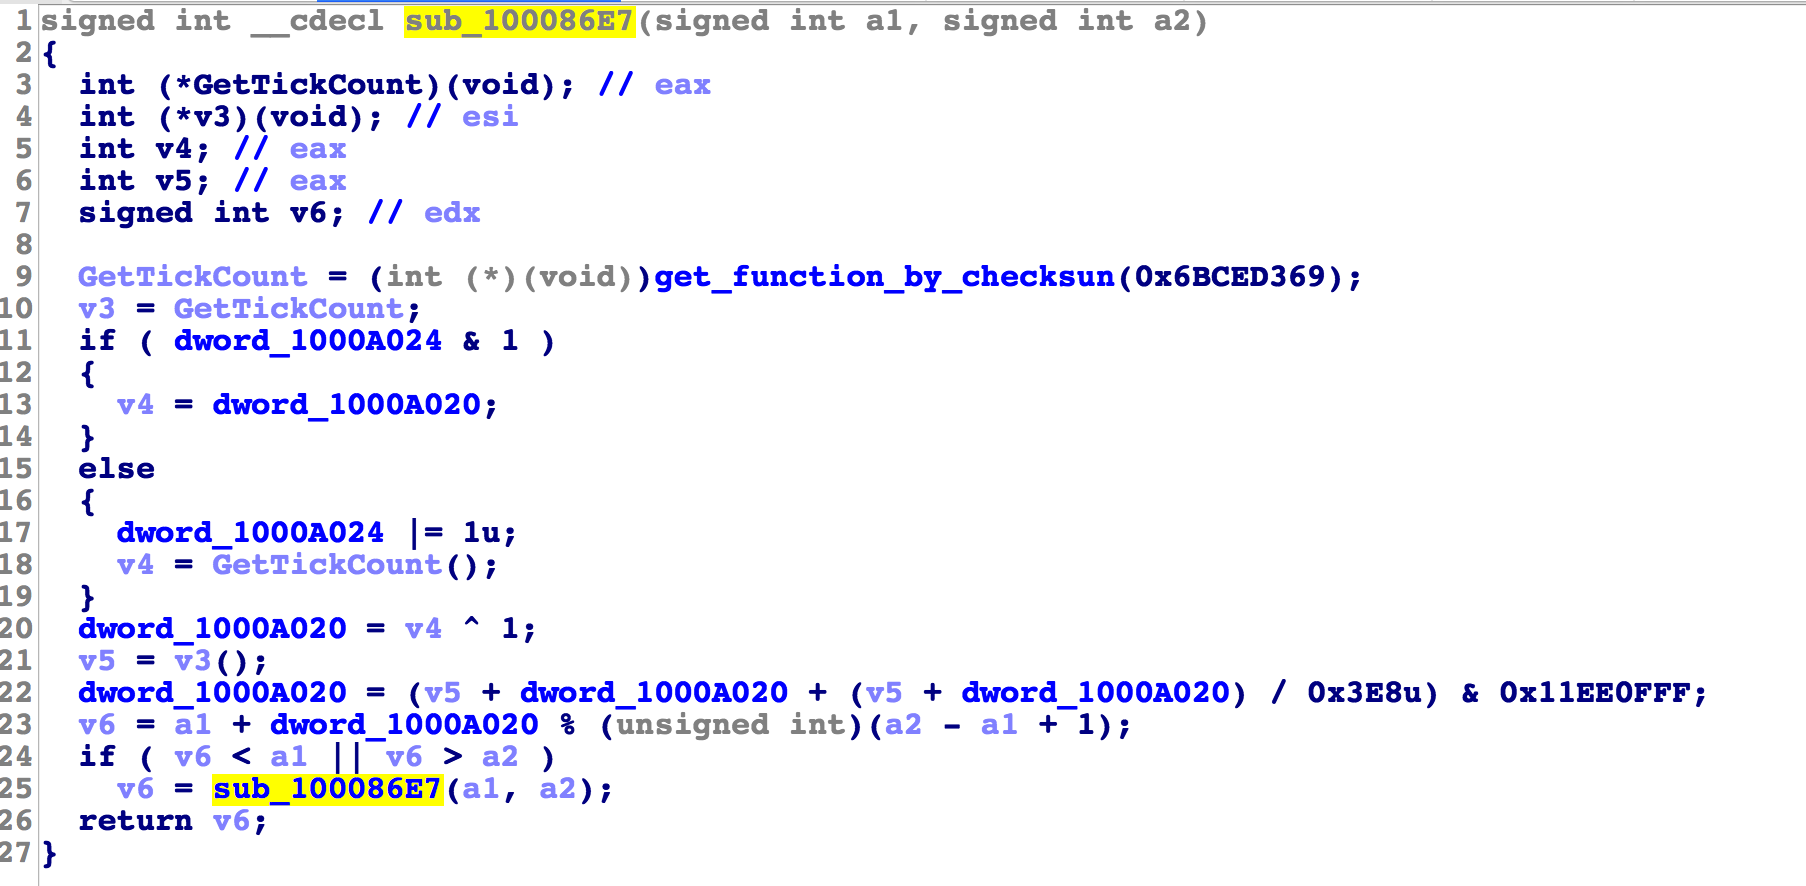 1 signed int __cdecl sub_100086E7(signed int a1, signed int a2)
2 {
3   int (*GetTickCount)(void); // eax
4   int (*v3)(void); // esi
5   int v4; // eax
6   int v5; // eax
7   signed int v6; // edx
8
9   GetTickCount = (int (*)(void))get_function_by_checksun(0x6BCED369);
10   v3 = GetTickCount;
11   if ( dword_1000A024 & 1 )
12   {
13     v4 = dword_1000A020;
14   }
15   else
16   {
17     dword_1000A024 |= 1u;
18     v4 = GetTickCount();
19   }
20   dword_1000A020 = v4 ^ 1;
21   v5 = v3();
22   dword_1000A020 = (v5 + dword_1000A020 + (v5 + dword_1000A020) / 0x3E8u) & 0x11EE0FFF;
23   v6 = a1 + dword_1000A020 % (unsigned int)(a2 - a1 + 1);
24   if ( v6 < a1 || v6 > a2 )
25     v6 = sub_100086E7(a1, a2);
26   return v6;
27 }